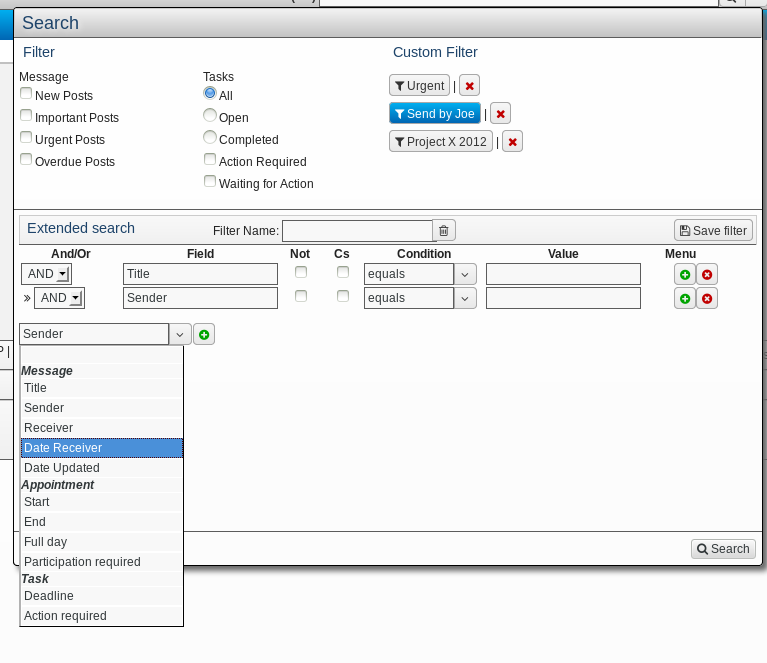 Search
Filter
Custom Filter
Message
Tasks
New Posts
All
Urgent |
Important Posts
Open
Send by Joe |
Urgent Posts
Completed
Project X 2012 |
Overdue Posts
Action Required
Waiting for Action
Extended search
Filter Name:
Save filter
And/Or Field Not Cs Condition Value Menu
AND Title equals
» AND Sender equals
Sender
Message
Title
Sender
Receiver
Date Receiver
Date Updated
Appointment
Start
End
Full day
Participation required
Task
Deadline
Action required
Search